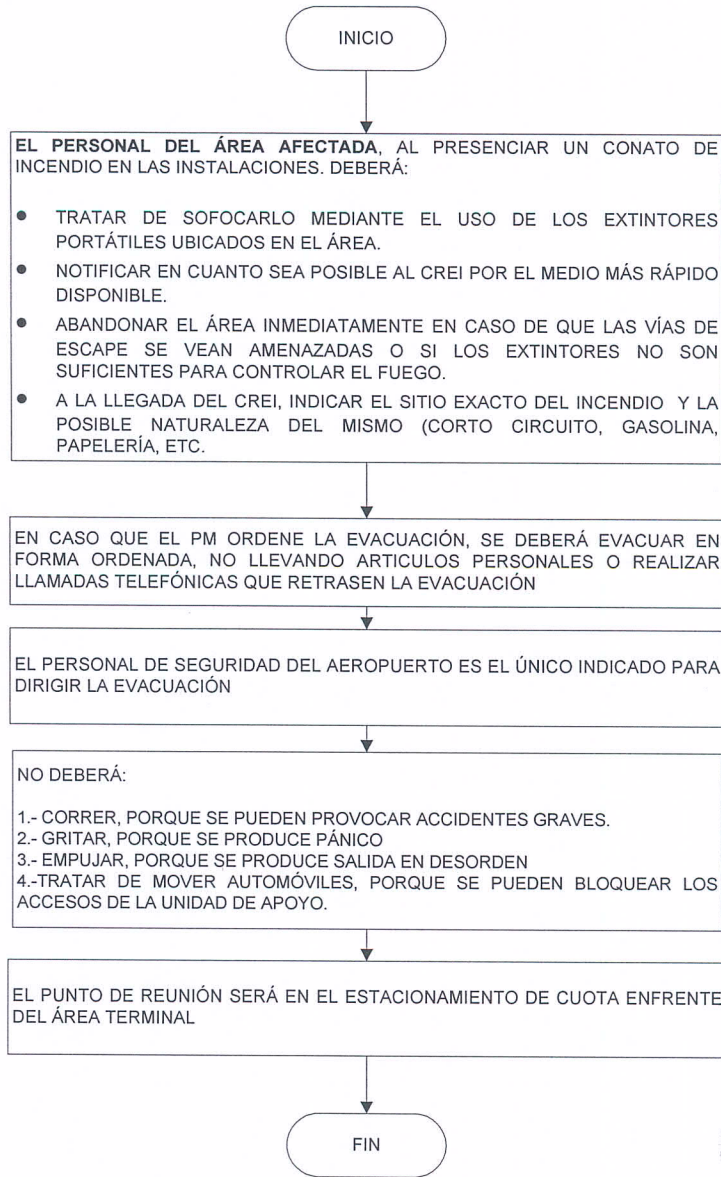 INICIO
EL PERSONAL DEL ÁREA AFECTADA, AL PRESENCIAR UN CONATO DE
INCENDIO EN LAS INSTALACIONES. DEBERÁ:
● TRATAR DE SOFOCARLO MEDIANTE EL USO DE LOS EXTINTORES
PORTÁTILES UBICADOS EN EL ÁREA.
● NOTIFICAR EN CUANTO SEA POSIBLE AL CREI POR EL MEDIO MÁS RÁPIDO
DISPONIBLE.
● ABANDONAR EL ÁREA INMEDIATAMENTE EN CASO DE QUE LAS VÍAS DE
ESCAPE SE VEAN AMENAZADAS O SI LOS EXTINTORES NO SON
SUFICIENTES PARA CONTROLAR EL FUEGO.
● A LA LLEGADA DEL CREI, INDICAR EL SITIO EXACTO DEL INCENDIO Y LA
POSIBLE NATURALEZA DEL MISMO (CORTO CIRCUITO, GASOLINA,
PAPELERÍA, ETC.
EN CASO QUE EL PM ORDENE LA EVACUACIÓN, SE DEBERÁ EVACUAR EN
FORMA ORDENADA, NO LLEVANDO ARTICULOS PERSONALES O REALIZAR
LLAMADAS TELEFÓNICAS QUE RETRASEN LA EVACUACIÓN
EL PERSONAL DE SEGURIDAD DEL AEROPUERTO ES EL ÚNICO INDICADO PARA
DIRIGIR LA EVACUACIÓN
NO DEBERÁ:
1.- CORRER, PORQUE SE PUEDEN PROVOCAR ACCIDENTES GRAVES.
2.- GRITAR, PORQUE SE PRODUCE PÁNICO
3.- EMPUJAR, PORQUE SE PRODUCE SALIDA EN DESORDEN
4.-TRATAR DE MOVER AUTOMÓVILES, PORQUE SE PUEDEN BLOQUEAR LOS
ACCESOS DE LA UNIDAD DE APOYO.
EL PUNTO DE REUNIÓN SERÁ EN EL ESTACIONAMIENTO DE CUOTA ENFRENTE
DEL ÁREA TERMINAL
FIN